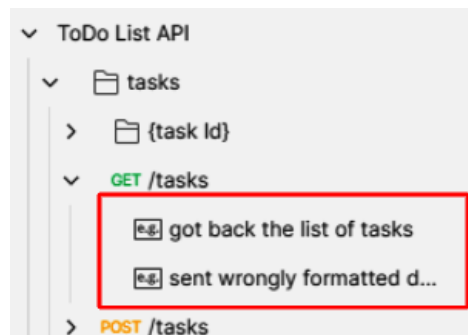 ToDo List API
tasks
{task Id}
GET /tasks
e.g. got back the list of tasks
e.g. sent wrongly formatted d...
POST /tasks